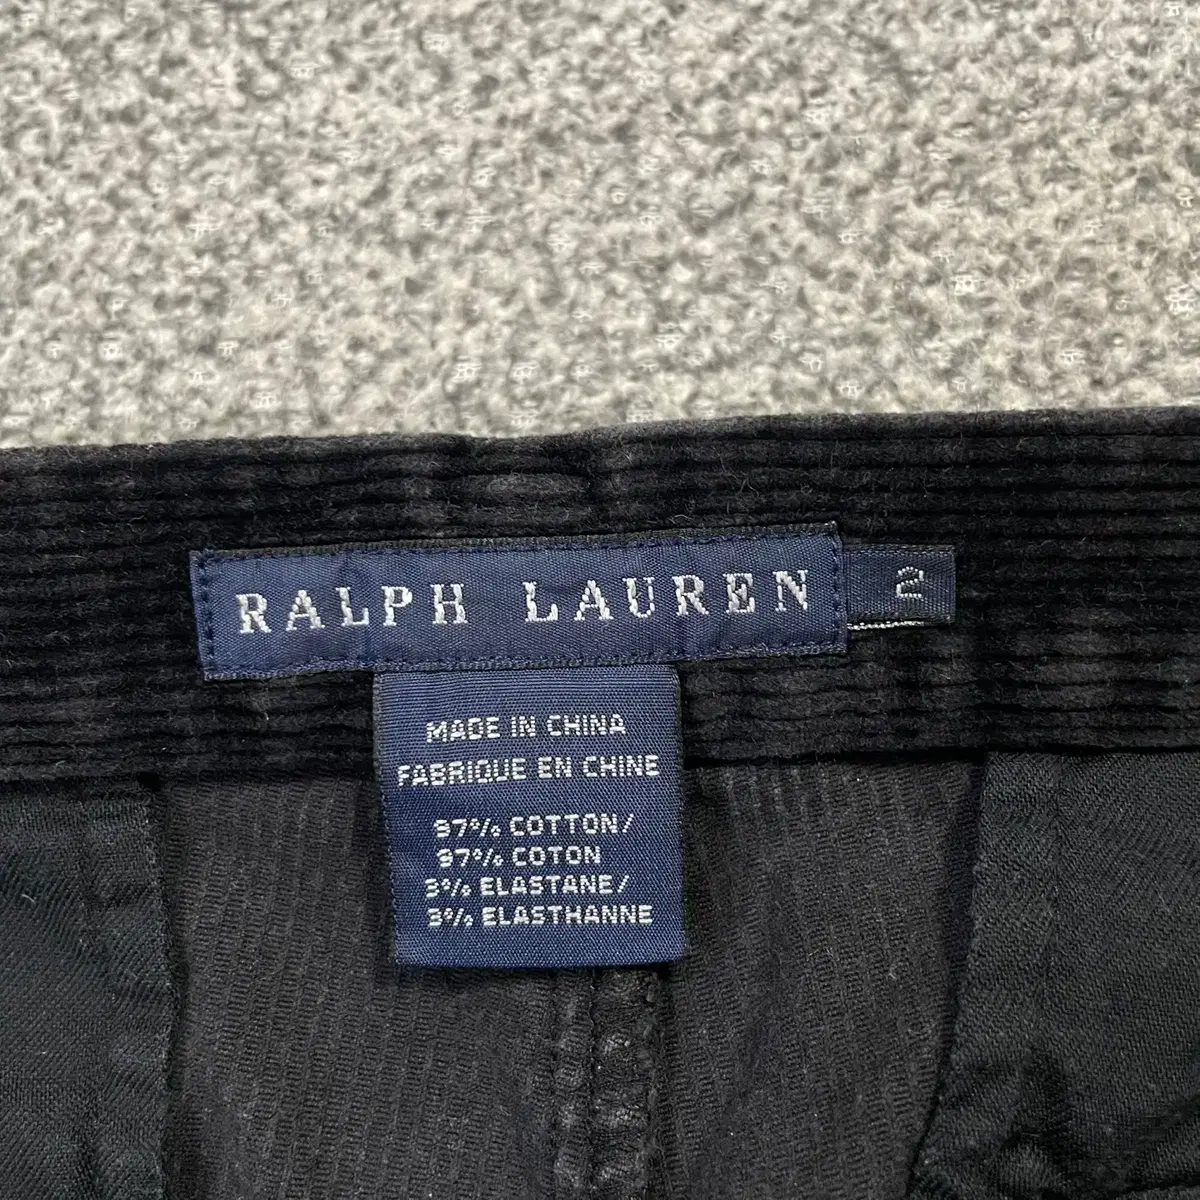 RALPH LAUREN
2
MADE IN CHINA
FABRIQUE EN CHINE
97% COTTON/
97% COTON
3% ELASTANE/
3% ELASTHANNE